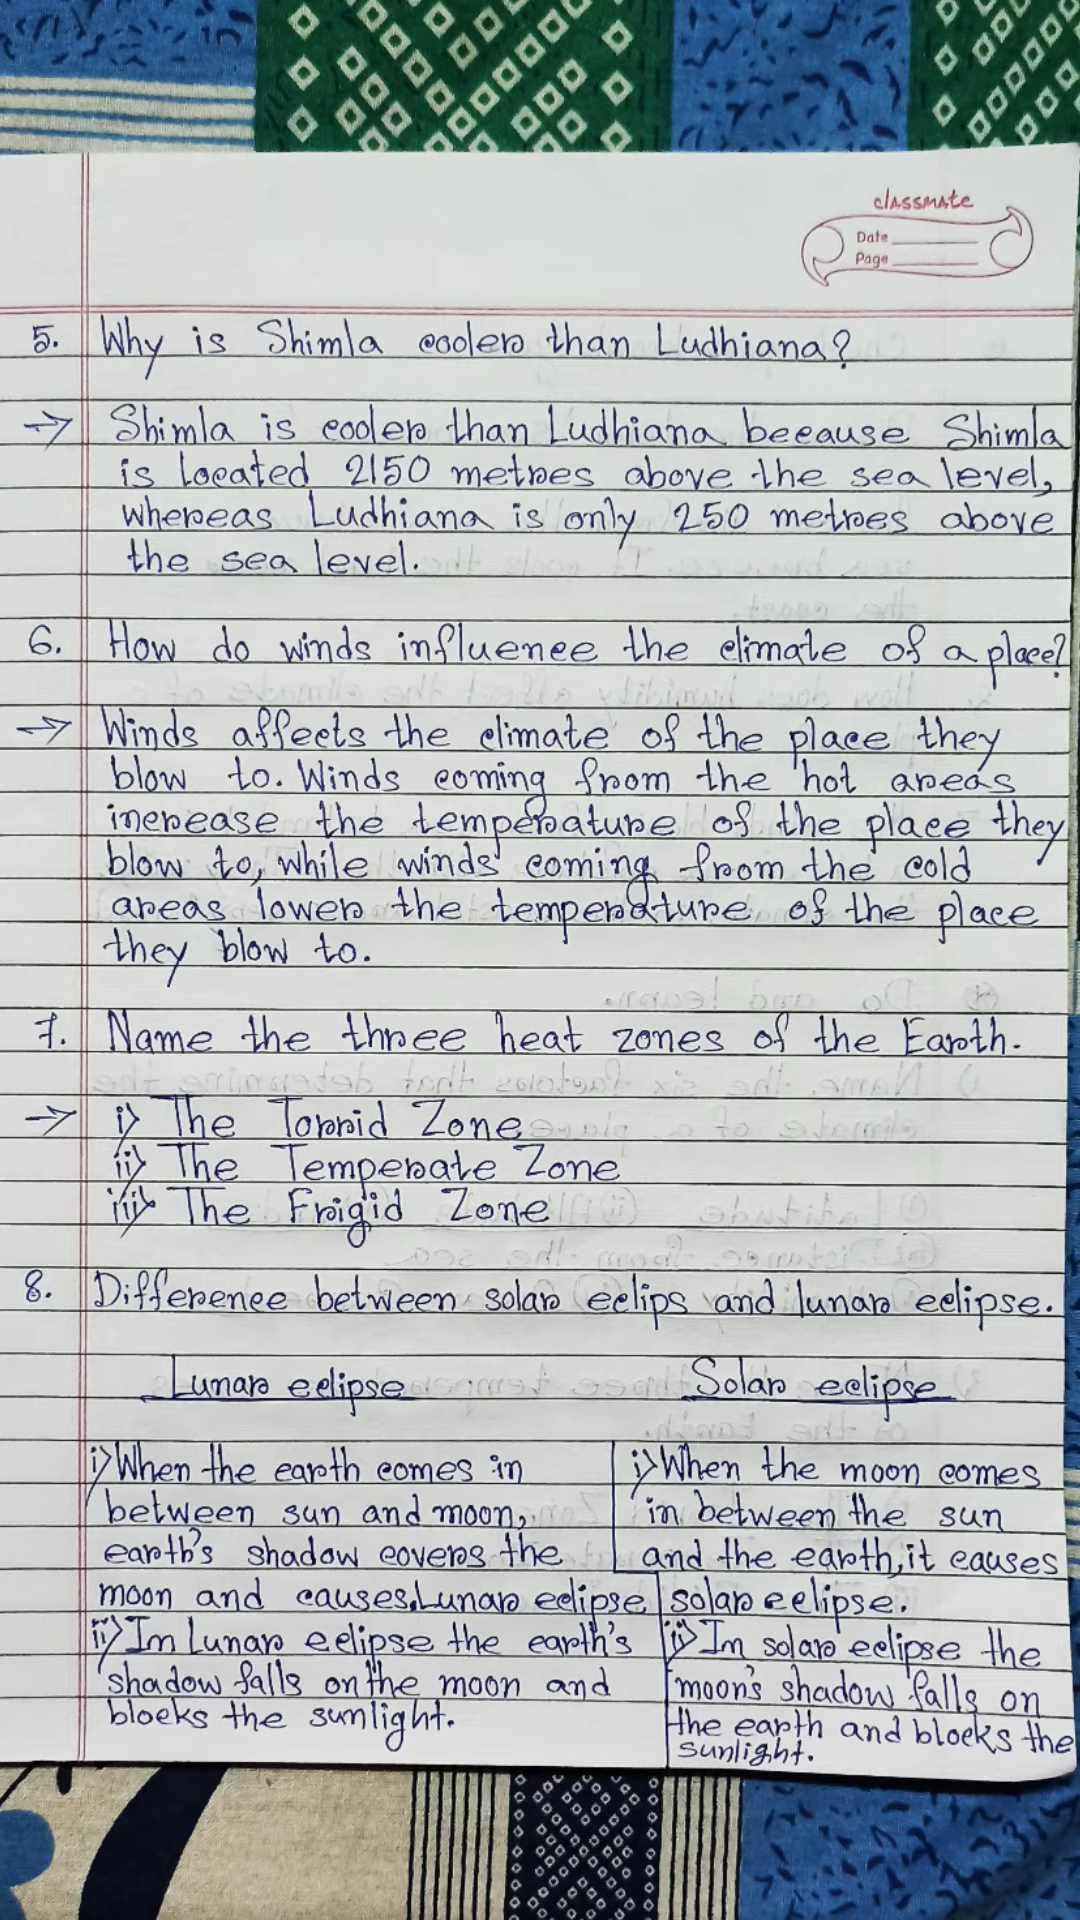 classmate
Date
Page
5. Why is Shimla cooler than Ludhiana?
→ Shimla is cooler than Ludhiana because Shimla
is located 2150 metres above the sea level,
whereas Ludhiana is only 250 metres above
the sea level.
6. How do winds influence the climate of a place?
→ Winds affects the climate of the place they
blow to. Winds coming from the hot areas
increase the temperature of the place they
blow to, while winds coming from the cold
areas lower the temperature of the place
they blow to.
7. Name the three heat zones of the Earth.
→ i) The Torrid Zone
ii) The Temperate Zone
iii) The Frigid Zone
8. Difference between solar eclips and lunar eclipse.
Lunar eclipse
i) When the earth comes in
between sun and moon,
earth's shadow covers the
moon and causes Lunar eclipse
ii) In Lunar eclipse the earth's
shadow falls on the moon and
blocks the sunlight.
Solar eclipse
i) When the moon comes
in between the sun
and the earth, it causes
solar eclipse.
ii) In solar eclipse the
moon's shadow falls on
the earth and blocks the
sunlight.